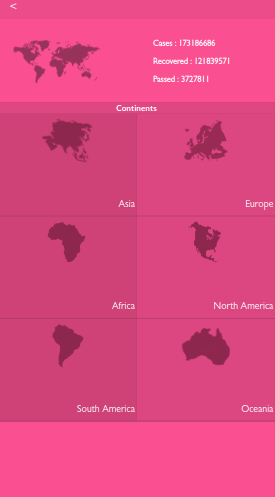 <
Cases : 173186686
Recovered : 121839571
Passed : 3727811
Continents
Asia
Europe
Africa
North America
South America
Oceania